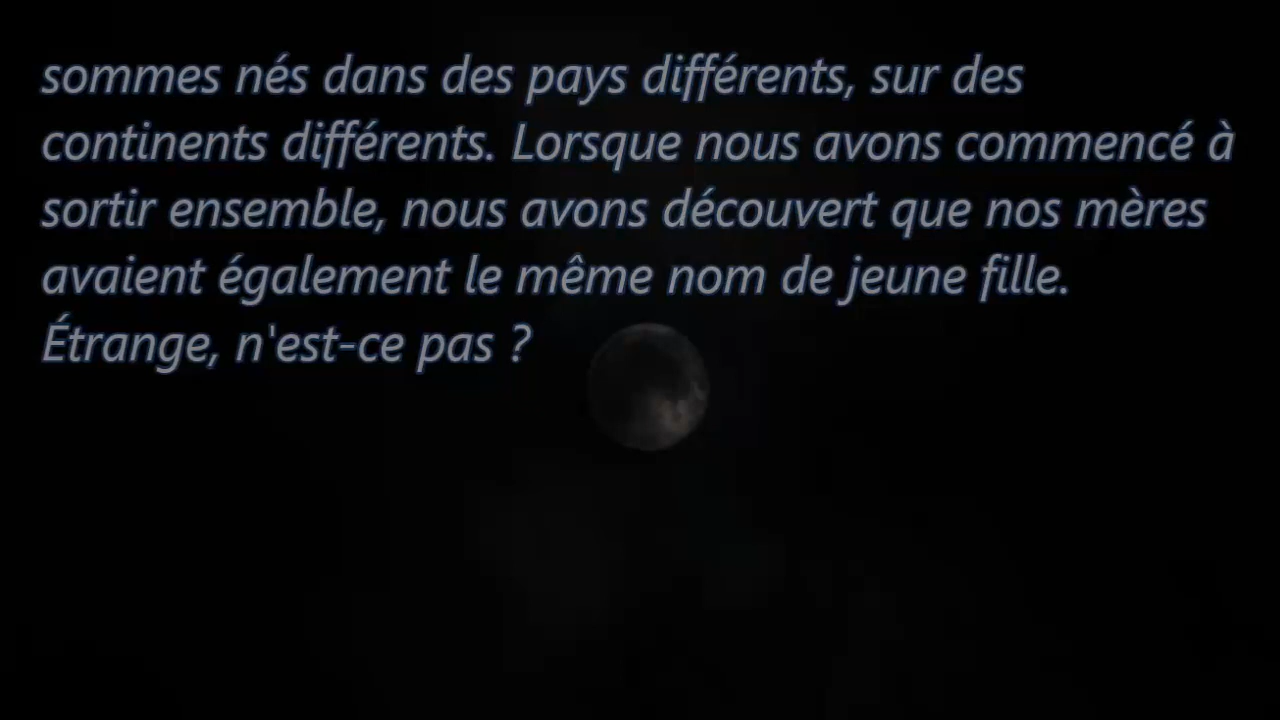 sommes nés dans des pays différents, sur des
continents différents. Lorsque nous avons commencé à
sortir ensemble, nous avons découvert que nos mères
avaient également le même nom de jeune fille.
Étrange, n'est-ce pas ?